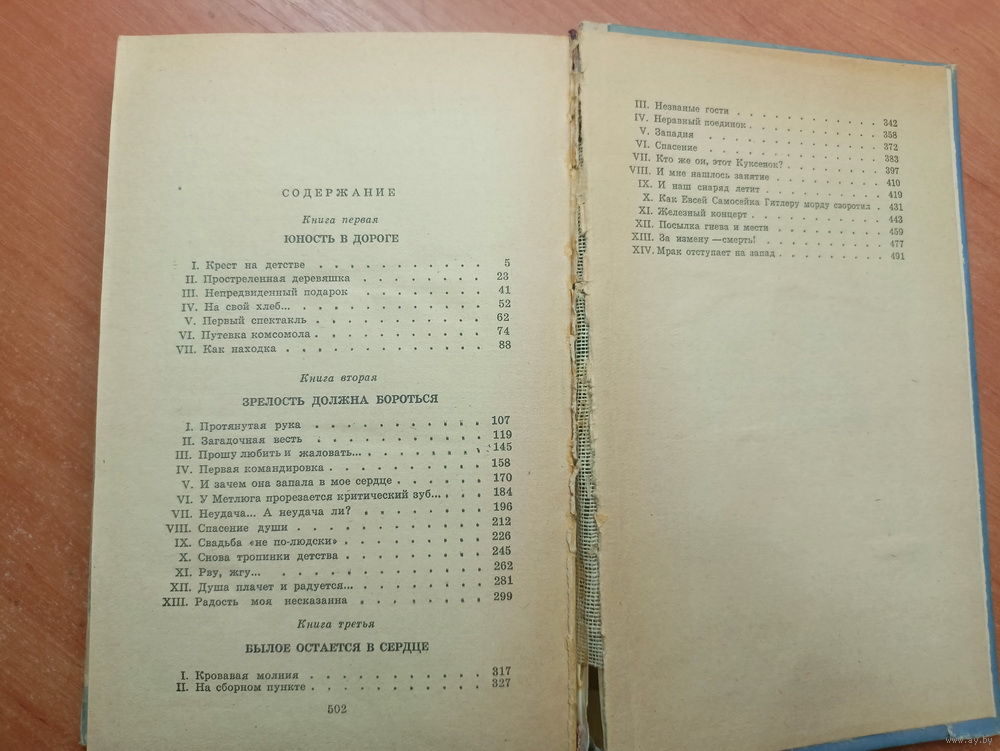 СОДЕРЖАНИЕ
Книга первая
ЮНОСТЬ В ДОРОГЕ
I. Крест на детстве . . . . . . . . . . 5
II. Простреленная деревяшка . . . . . . . . 23
III. Непредвиденный подарок . . . . . . . . 41
IV. На свой хлеб... . . . . . . . . . . 52
V. Первый спектакль . . . . . . . . . . 62
VI. Путевка комсомола . . . . . . . . . . 74
VII. Как находка . . . . . . . . . . . 88
Книга вторая
ЗРЕЛОСТЬ ДОЛЖНА БОРОТЬСЯ
I. Протянутая рука . . . . . . . . . . 107
II. Загадочная весть . . . . . . . . . . 119
III. Прошу любить и жаловать... . . . . . . . 145
IV. Первая командировка . . . . . . . . . 158
V. И зачем она запала в мое сердце . . . . . 170
VI. У Метлюга прорезается критический зуб... . . . 184
VII. Неудача... А неудача ли? . . . . . . . 196
VIII. Спасение души . . . . . . . . . . 212
IX. Свадьба «не по-людски» . . . . . . . . 226
X. Снова тропинки детства . . . . . . . . 245
XI. Рву, жгу... . . . . . . . . . . . 262
XII. Душа плачет и радуется... . . . . . . . 281
XIII. Радость моя несказанна . . . . . . . . 299
Книга третья
БЫЛОЕ ОСТАЕТСЯ В СЕРДЦЕ
I. Кровавая молния . . . . . . . . . . 317
II. На сборном пункте . . . . . . . . . . 327
502
III. Незваные гости . . . . . . . . . . 342
IV. Неравный поединок . . . . . . . . . 358
V. Западня . . . . . . . . . . . . 372
VI. Спасение . . . . . . . . . . . . 383
VII. Кто же он, этот Куксенок? . . . . . . . 397
VIII. И мне нашлось занятие . . . . . . . . 410
IX. И наш снаряд летит . . . . . . . . . 419
X. Как Евсей Самосейка Гитлеру морду своротил . 431
XI. Железный концерт . . . . . . . . . . 443
XII. Посылка гнева и мести . . . . . . . . 459
XIII. За измену — смерть! . . . . . . . . . 477
XIV. Мрак отступает на запад . . . . . . . . 491
www.ay.by